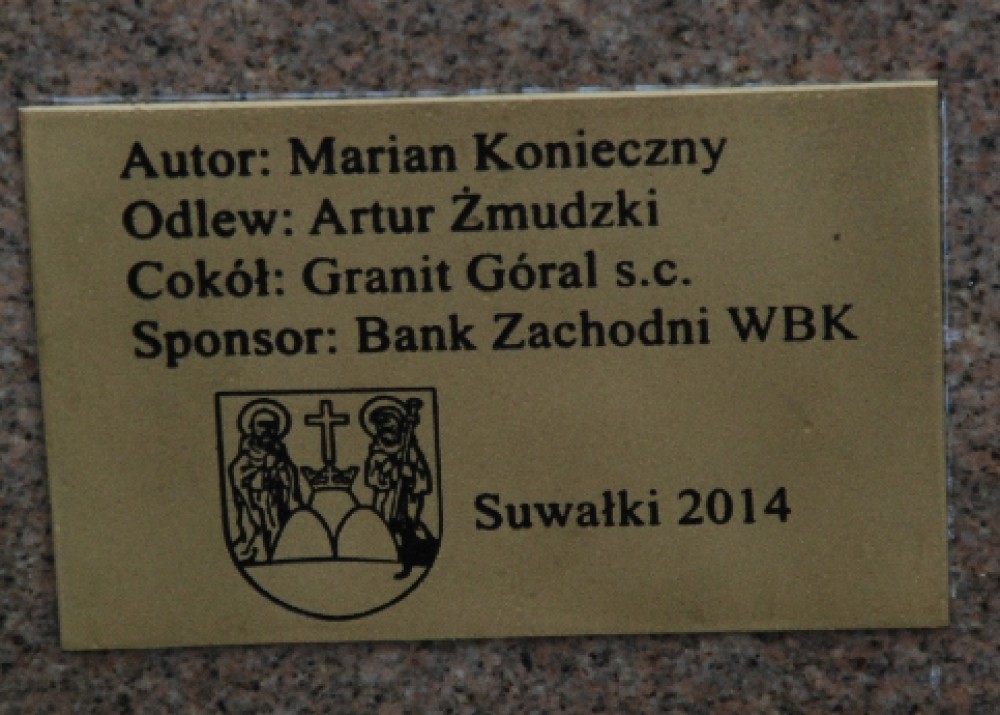 Autor: Marian Konieczny
Odlew: Artur Żmudzki
Cokół: Granit Góral s.c.
Sponsor: Bank Zachodni WBK
Suwałki 2014